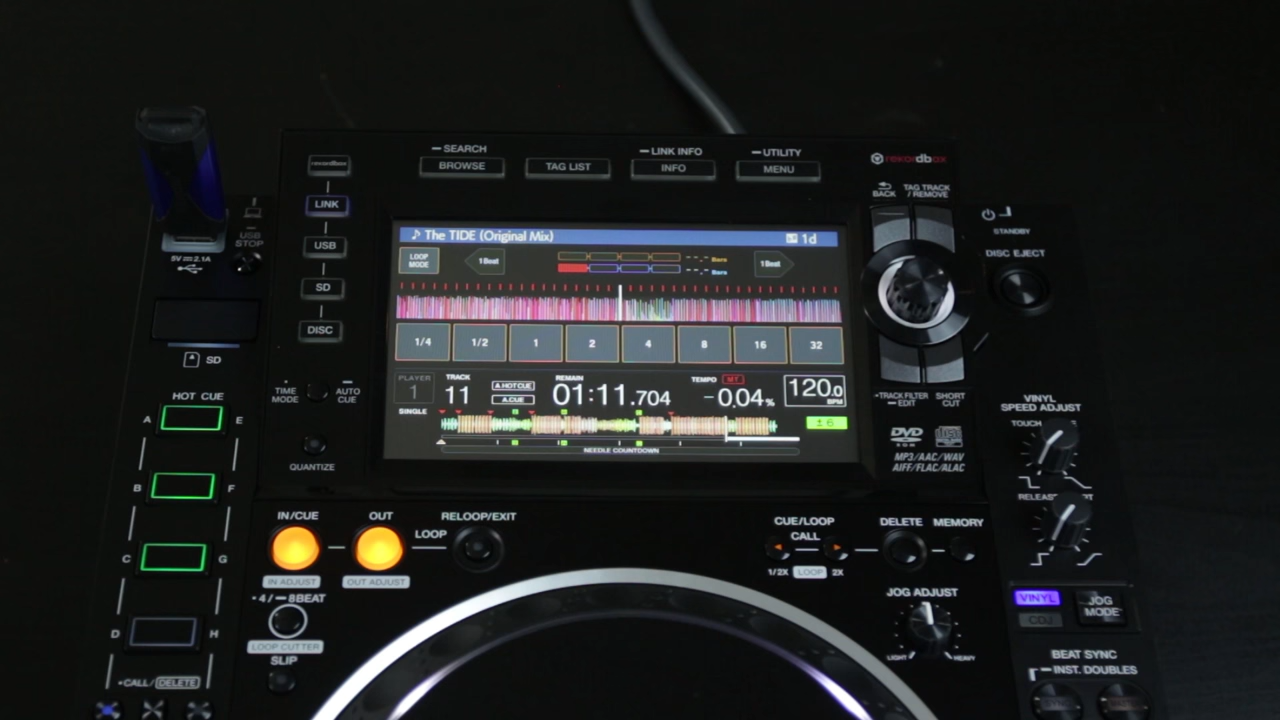 SEARCH
LINK INFO
UTILITY
BROWSE
TAG LIST
INFO
MENU
rekordbox
rekordbox
BACK
TAG TRACK
/ REMOVE
LINK
USB
STOP
5V⎓2.1A
USB
SD
DISC
SD
TIME
MODE
AUTO
CUE
QUANTIZE
♪ The TIDE (Original Mix)
1d
LOOP
MODE
1Beat
Bars
Bars
1Beat
1/4 1/2 1 2 4 8 16 32
PLAYER
1
SINGLE
TRACK
11
A.HOT CUE
A.CUE
REMAIN
01:11.704
TEMPO MT
-0.04%
120.0
BPM
±6
NEEDLE COUNTDOWN
STANDBY
DISC EJECT
TRACK FILTER
EDIT
SHORT
CUT
DVD
ROM
MP3/AAC/WAV
AIFF/FLAC/ALAC
VINYL
SPEED ADJUST
HOT CUE
A E
B F
C G
D H
CALL/DELETE
IN/CUE
OUT
LOOP
RELOOP/EXIT
IN ADJUST
OUT ADJUST
4/ 8BEAT
LOOP CUTTER
SLIP
CUE/LOOP
CALL
1/2X LOOP 2X
DELETE
MEMORY
JOG ADJUST
LIGHT
HEAVY
VINYL
CDJ
JOG
MODE
BEAT SYNC
INST. DOUBLES